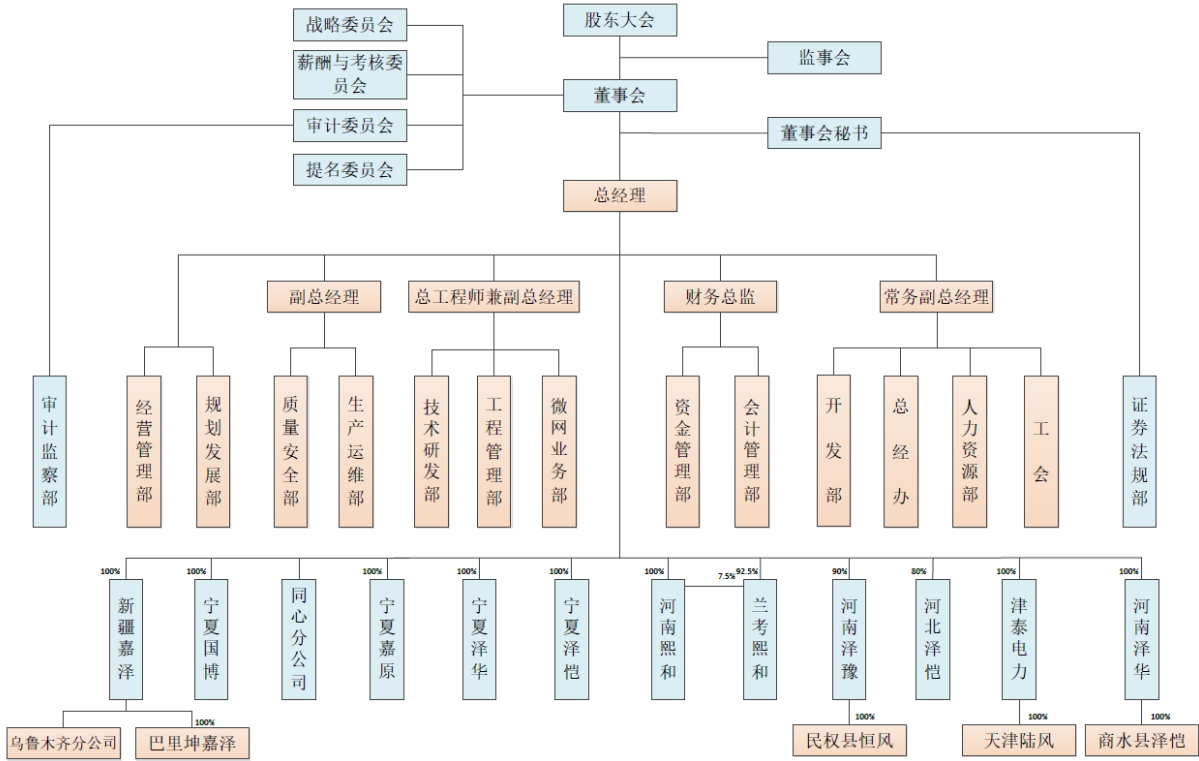 战略委员会
股东大会
薪酬与考核委
员会
监事会
董事会
审计委员会
董事会秘书
提名委员会
总经理
副总经理
总工程师兼副总经理
财务总监
常务副总经理
审计监察部
经营管理部
规划发展部
质量安全部
生产运维部
技术研发部
工程管理部
微网业务部
资金管理部
会计管理部
开发部
总经办
人力资源部
工会
证券法规部
100%
新疆嘉泽
100%
宁夏国博
同心分公司
100%
宁夏嘉原
100%
宁夏泽华
100%
宁夏泽恺
100%
河南熙和
7.5%
92.5%
兰考熙和
90%
河南泽豫
80%
河北泽恺
100%
津泰电力
100%
河南泽华
乌鲁木齐分公司
100%
巴里坤嘉泽
100%
民权县恒风
100%
天津陆风
100%
商水县泽恺